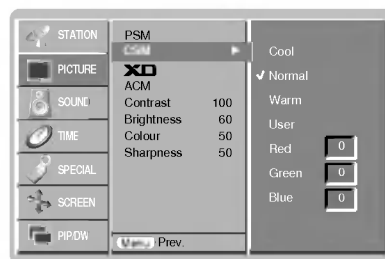 STATION
PICTURE
SOUND
TIME
SPECIAL
SCREEN
PIP/DW
PSM
CSM
XD
ACM
Contrast 100
Brightness 60
Colour 50
Sharpness 50
Menu Prev.
Cool
✓ Normal
Warm
User
Red 0
Green 0
Blue 0